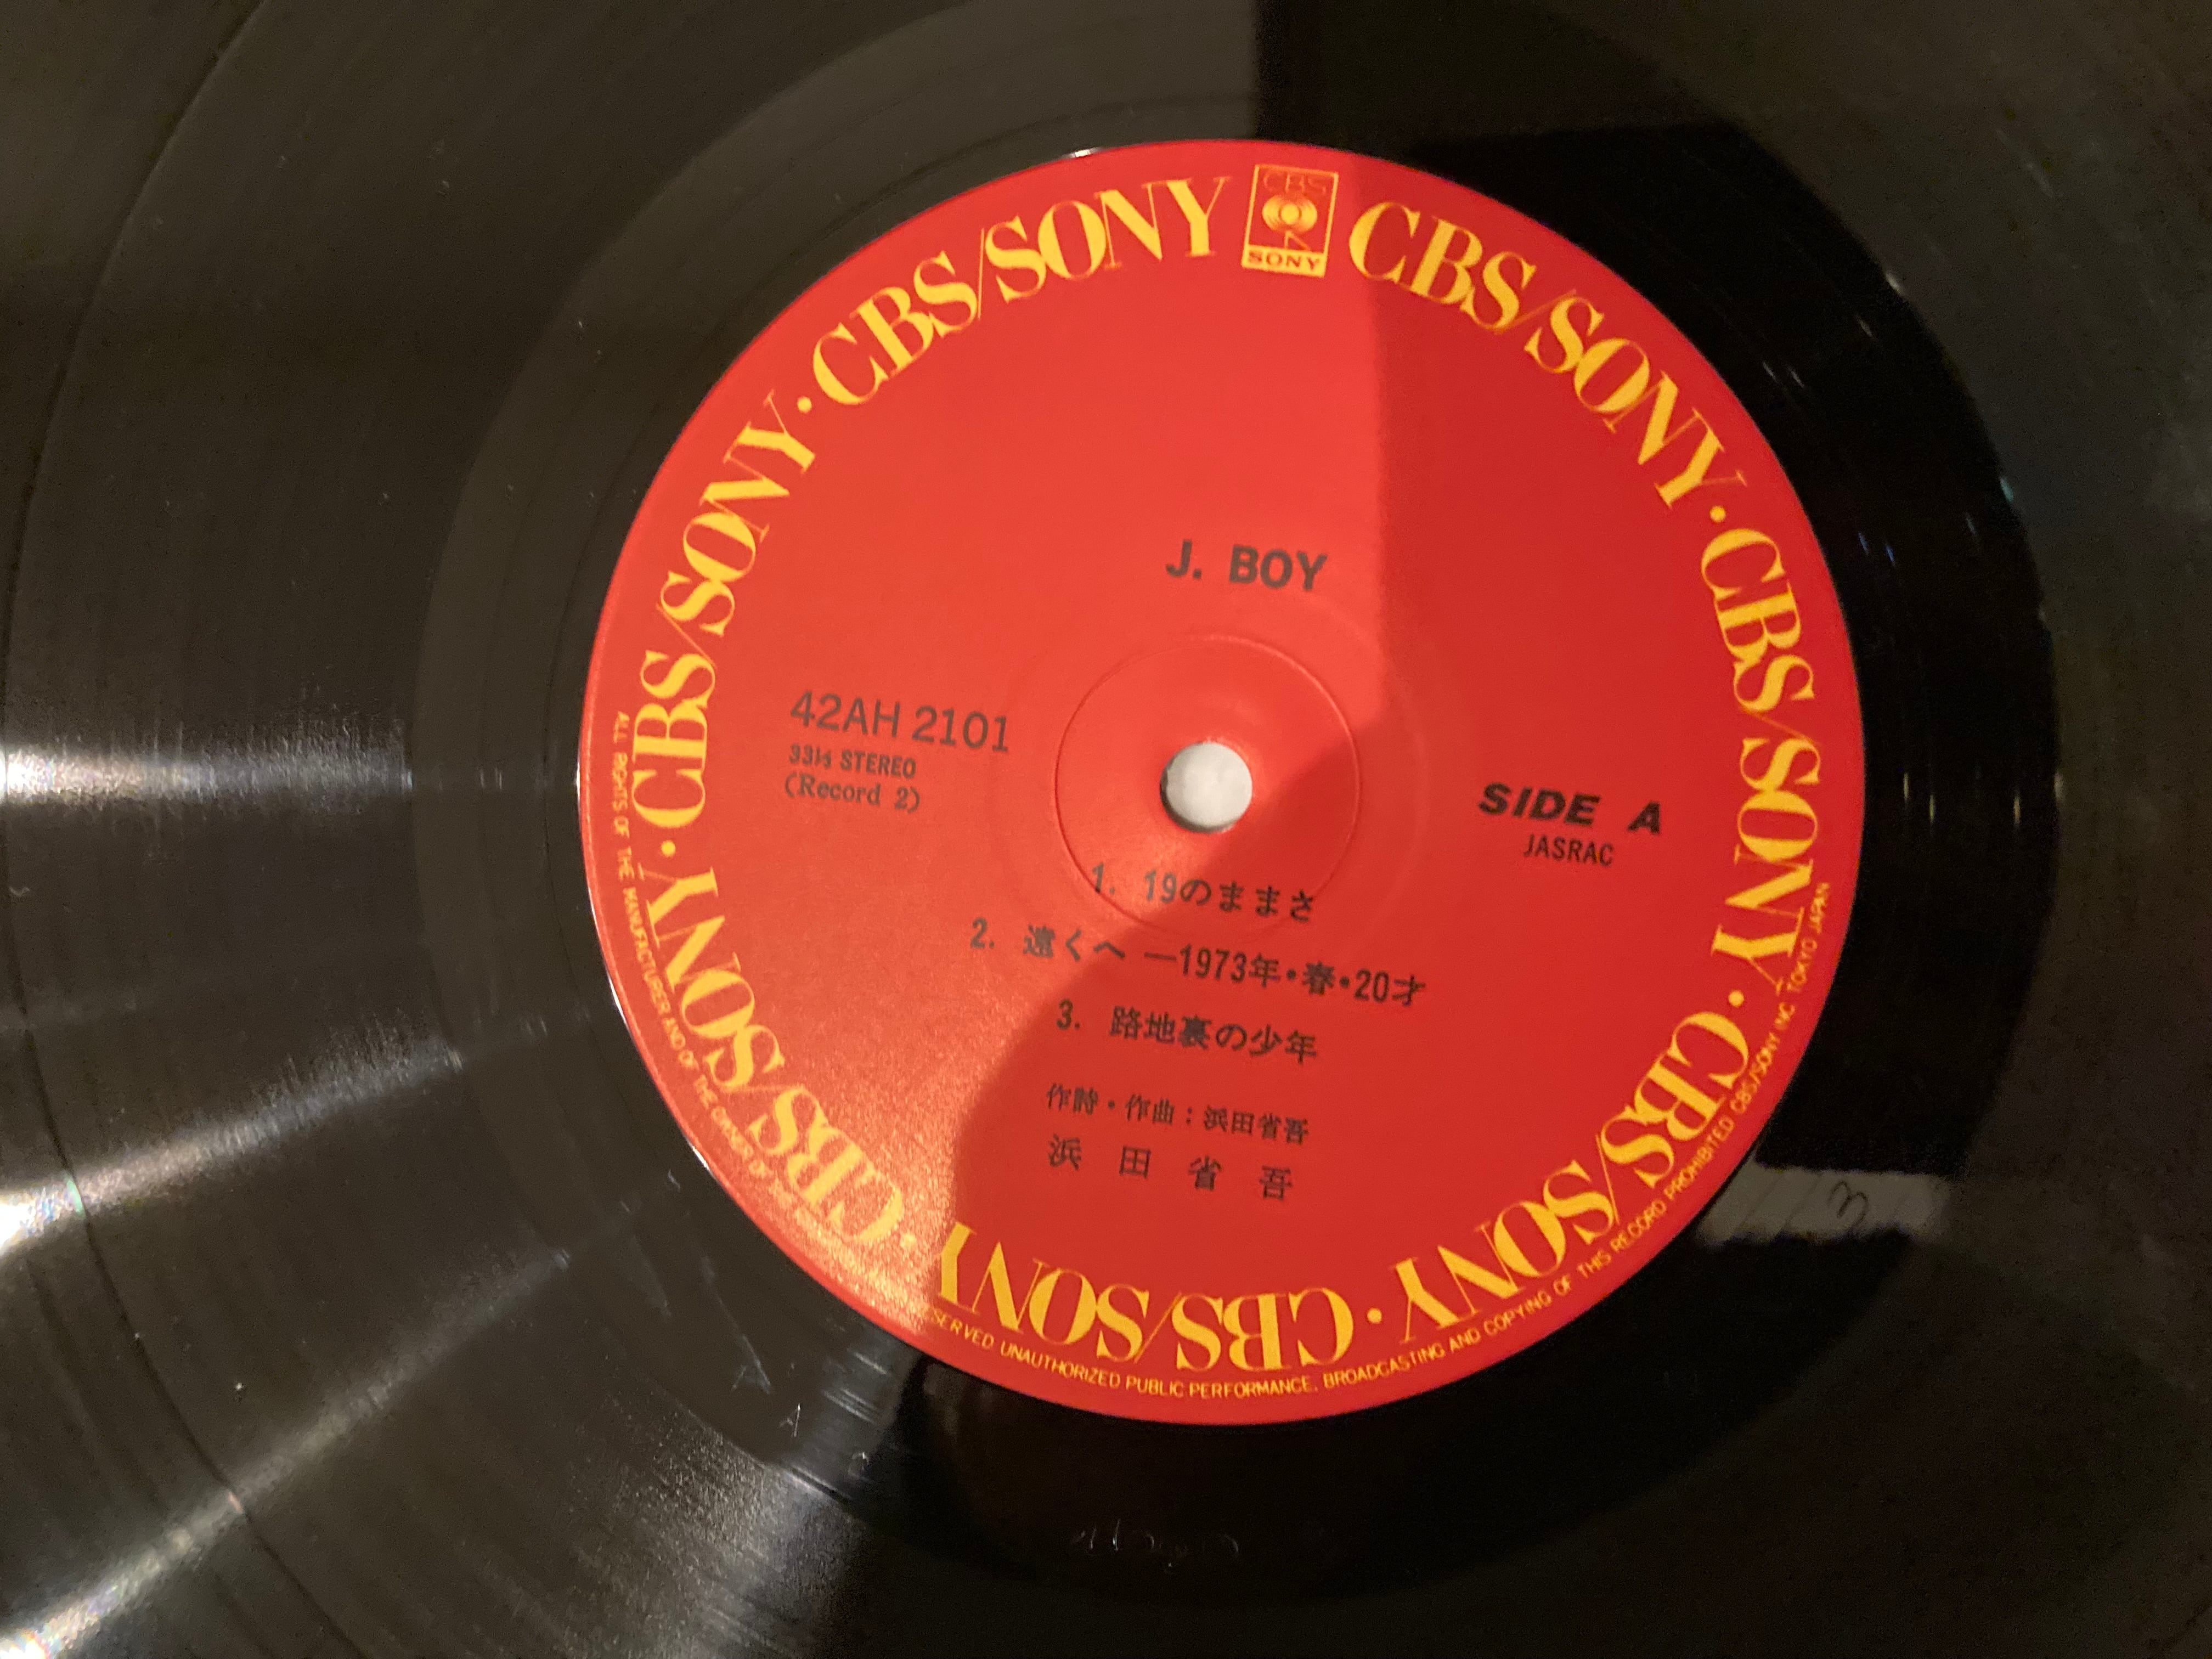 CBS/SONY · CBS/SONY · CBS/SONY · CBS/SONY · CBS/SONY · CBS/SONY · CBS/SONY · CBS/SONY
CBS
SONY
J. BOY
42AH 2101
33⅓ STEREO
(Record 2)
SIDE A
JASRAC
1. 19のままさ
2. 遠くへ —1973年・春・20才
3. 路地裏の少年
作詩・作曲：浜田省吾
浜田省吾
ALL RIGHTS OF THE MANUFACTURER AND OF THE OWNER OF UNAUTHORIZED PUBLIC PERFORMANCE, BROADCASTING AND COPYING OF THIS RECORD PROHIBITED CBS/SONY INC. TOKYO JAPAN